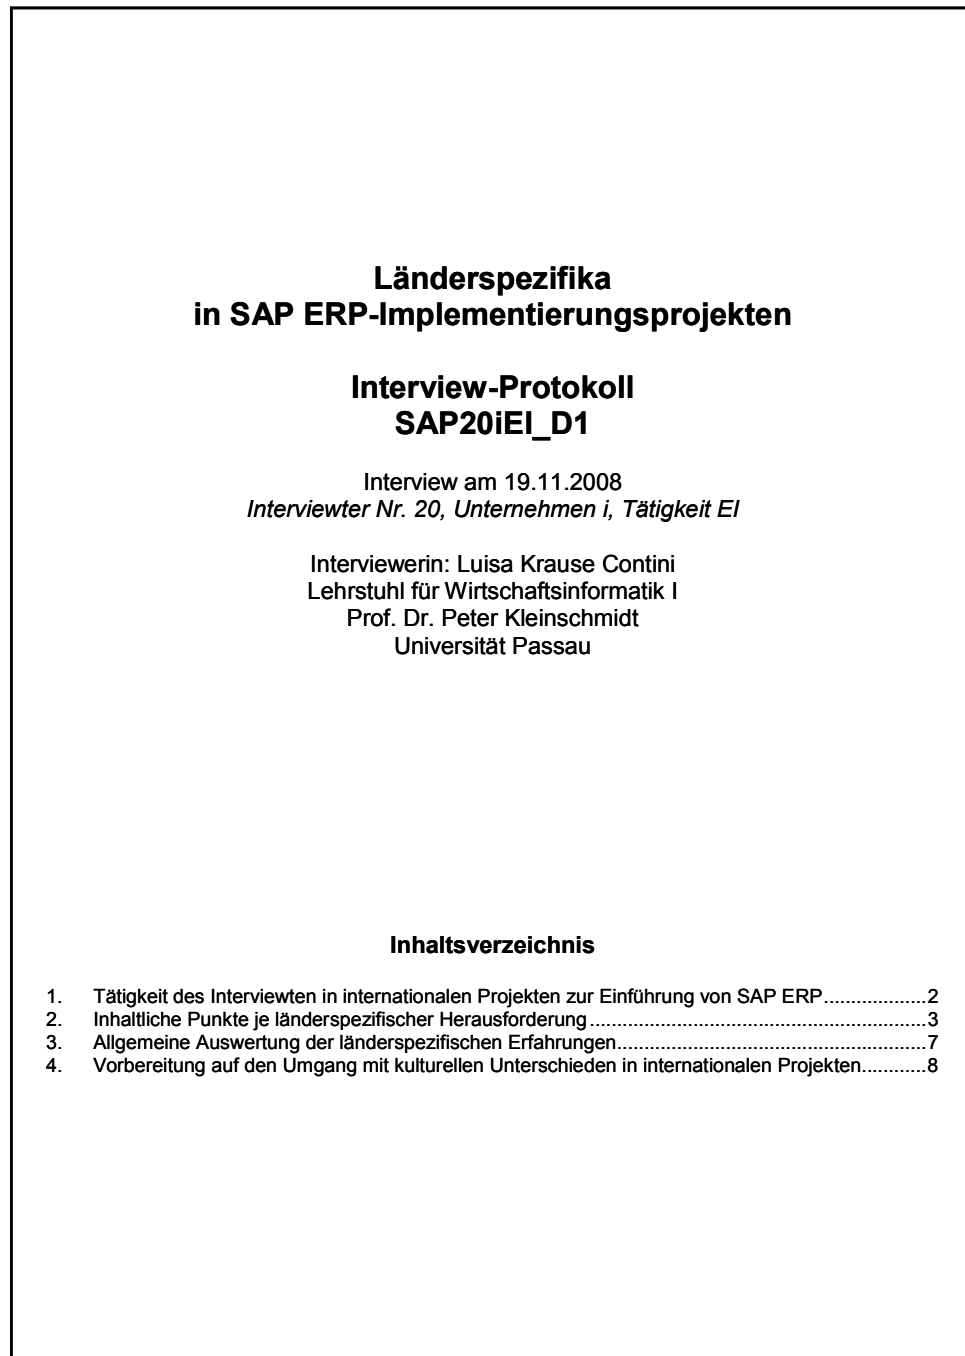 Länderspezifika
in SAP ERP-Implementierungsprojekten
Interview-Protokoll
SAP20iEI_D1
Interview am 19.11.2008
Interviewter Nr. 20, Unternehmen i, Tätigkeit EI
Interviewerin: Luisa Krause Contini
Lehrstuhl für Wirtschaftsinformatik I
Prof. Dr. Peter Kleinschmidt
Universität Passau
Inhaltsverzeichnis
1. Tätigkeit des Interviewten in internationalen Projekten zur Einführung von SAP ERP...................2
2. Inhaltliche Punkte je länderspezifischer Herausforderung..............................................................3
3. Allgemeine Auswertung der länderspezifischen Erfahrungen.........................................................7
4. Vorbereitung auf den Umgang mit kulturellen Unterschieden in internationalen Projekten............8